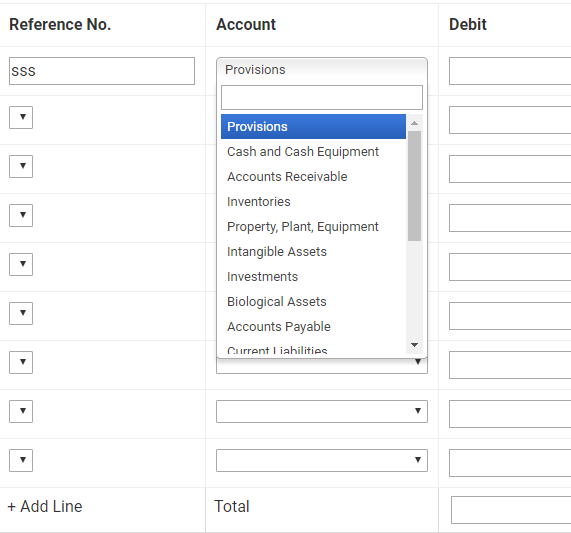 Reference No. Account Debit
sss Provisions
Provisions
Cash and Cash Equipment
Accounts Receivable
Inventories
Property, Plant, Equipment
Intangible Assets
Investments
Biological Assets
Accounts Payable
Current Liabilities
+ Add Line Total